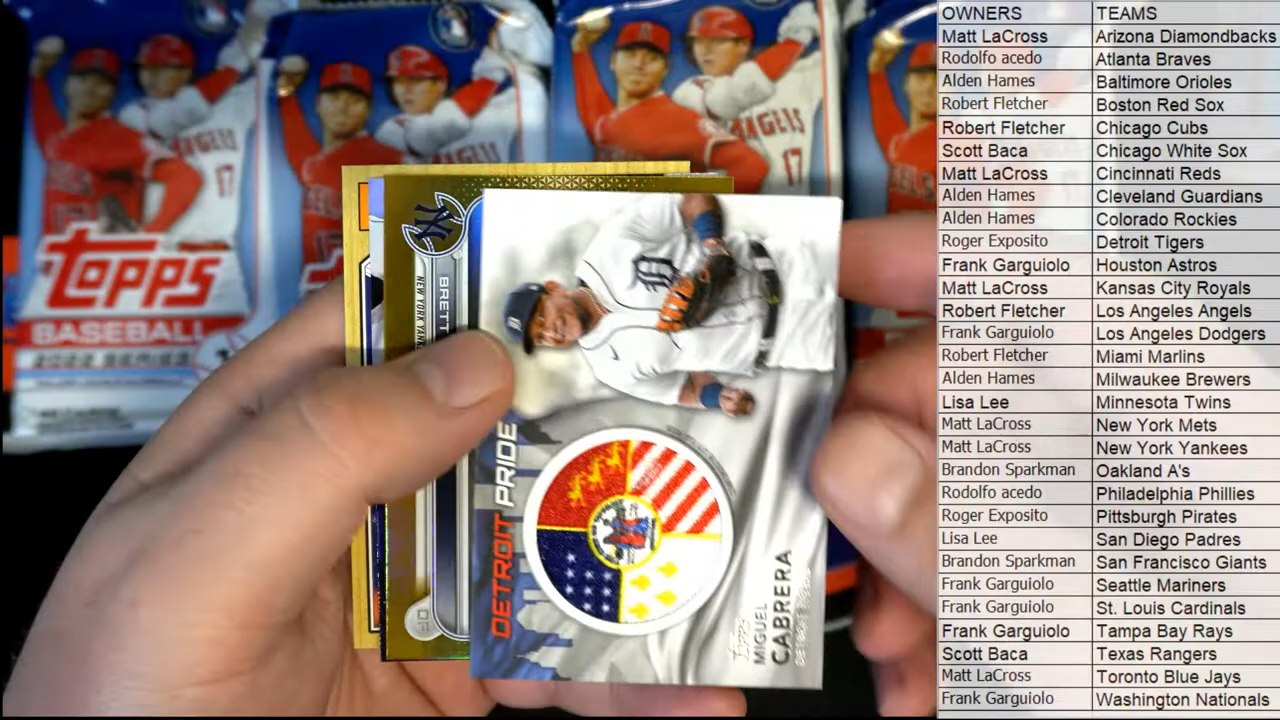 TOPPS
BASEBALL
2022 SERIES
ANGELS
17
ANGELS
17
NY
BRETT
NEW YORK YANK
OF
D
DETROIT PRIDE
Topps
MIGUEL
CABRERA
DETROIT
OWNERS TEAMS
Matt LaCross Arizona Diamondbacks
Rodolfo acedo Atlanta Braves
Alden Hames Baltimore Orioles
Robert Fletcher Boston Red Sox
Robert Fletcher Chicago Cubs
Scott Baca Chicago White Sox
Matt LaCross Cincinnati Reds
Alden Hames Cleveland Guardians
Alden Hames Colorado Rockies
Roger Exposito Detroit Tigers
Frank Garguiolo Houston Astros
Matt LaCross Kansas City Royals
Robert Fletcher Los Angeles Angels
Frank Garguiolo Los Angeles Dodgers
Robert Fletcher Miami Marlins
Alden Hames Milwaukee Brewers
Lisa Lee Minnesota Twins
Matt LaCross New York Mets
Matt LaCross New York Yankees
Brandon Sparkman Oakland A's
Rodolfo acedo Philadelphia Phillies
Roger Exposito Pittsburgh Pirates
Lisa Lee San Diego Padres
Brandon Sparkman San Francisco Giants
Frank Garguiolo Seattle Mariners
Frank Garguiolo St. Louis Cardinals
Frank Garguiolo Tampa Bay Rays
Scott Baca Texas Rangers
Matt LaCross Toronto Blue Jays
Frank Garguiolo Washington Nationals